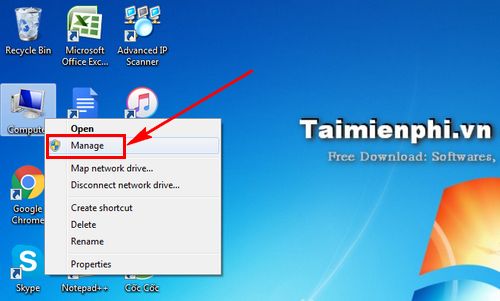 Recycle Bin
Microsoft Office Exc...
Advanced IP Scanner
Computer
Open
Manage
Map network drive...
Disconnect network drive...
Create shortcut
Delete
Rename
Properties
Google Chrome
Skype
Notepad++
Cốc Cốc
Taimienphi.vn
Free Download: Softwares,